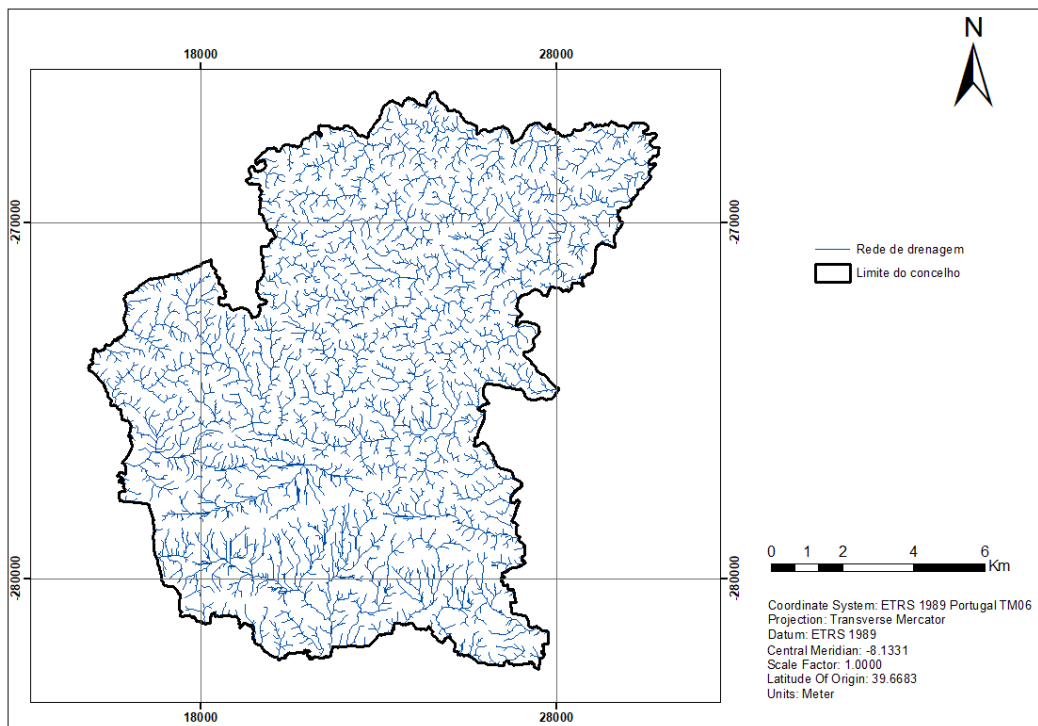 N
18000
28000
-270000
-270000
Rede de drenagem
Limite do concelho
-280000
-280000
0 1 2 4 6
Km
Coordinate System: ETRS 1989 Portugal TM06
Projection: Transverse Mercator
Datum: ETRS 1989
Central Meridian: -8.1331
Scale Factor: 1.0000
Latitude Of Origin: 39.6683
Units: Meter
18000
28000